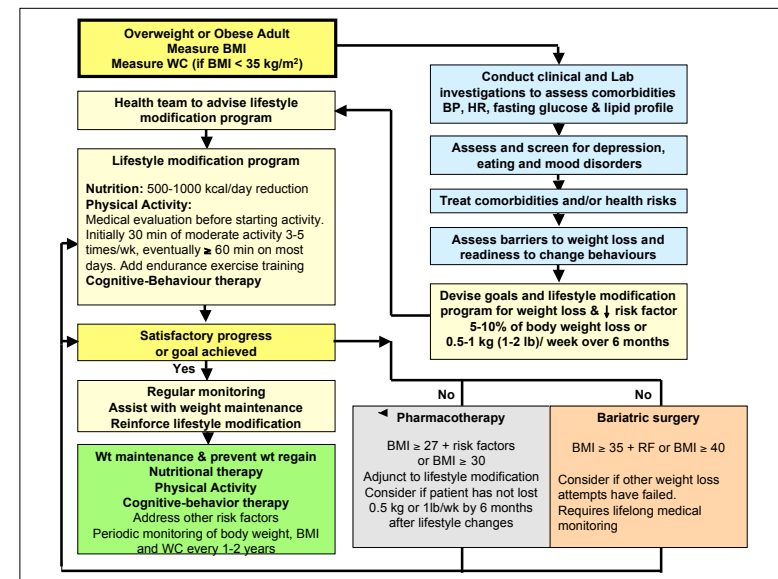 Overweight or Obese Adult
Measure BMI
Measure WC (if BMI < 35 kg/m²)
Conduct clinical and Lab
investigations to assess comorbidities
BP, HR, fasting glucose & lipid profile
Assess and screen for depression,
eating and mood disorders
Treat comorbidities and/or health risks
Assess barriers to weight loss and
readiness to change behaviours
Devise goals and lifestyle modification
program for weight loss & ↓ risk factor
5-10% of body weight loss or
0.5-1 kg (1-2 lb)/ week over 6 months
Health team to advise lifestyle
modification program
Lifestyle modification program
Nutrition: 500-1000 kcal/day reduction
Physical Activity:
Medical evaluation before starting activity.
Initially 30 min of moderate activity 3-5
times/wk, eventually ≥ 60 min on most
days. Add endurance exercise training
Cognitive-Behaviour therapy
Satisfactory progress
or goal achieved
Yes
Regular monitoring
Assist with weight maintenance
Reinforce lifestyle modification
Wt maintenance & prevent wt regain
Nutritional therapy
Physical Activity
Cognitive-behavior therapy
Address other risk factors
Periodic monitoring of body weight, BMI
and WC every 1-2 years
No
Pharmacotherapy
BMI ≥ 27 + risk factors
or BMI ≥ 30
Adjunct to lifestyle modification
Consider if patient has not lost
0.5 kg or 1lb/wk by 6 months
after lifestyle changes
No
Bariatric surgery
BMI ≥ 35 + RF or BMI ≥ 40
Consider if other weight loss
attempts have failed.
Requires lifelong medical
monitoring